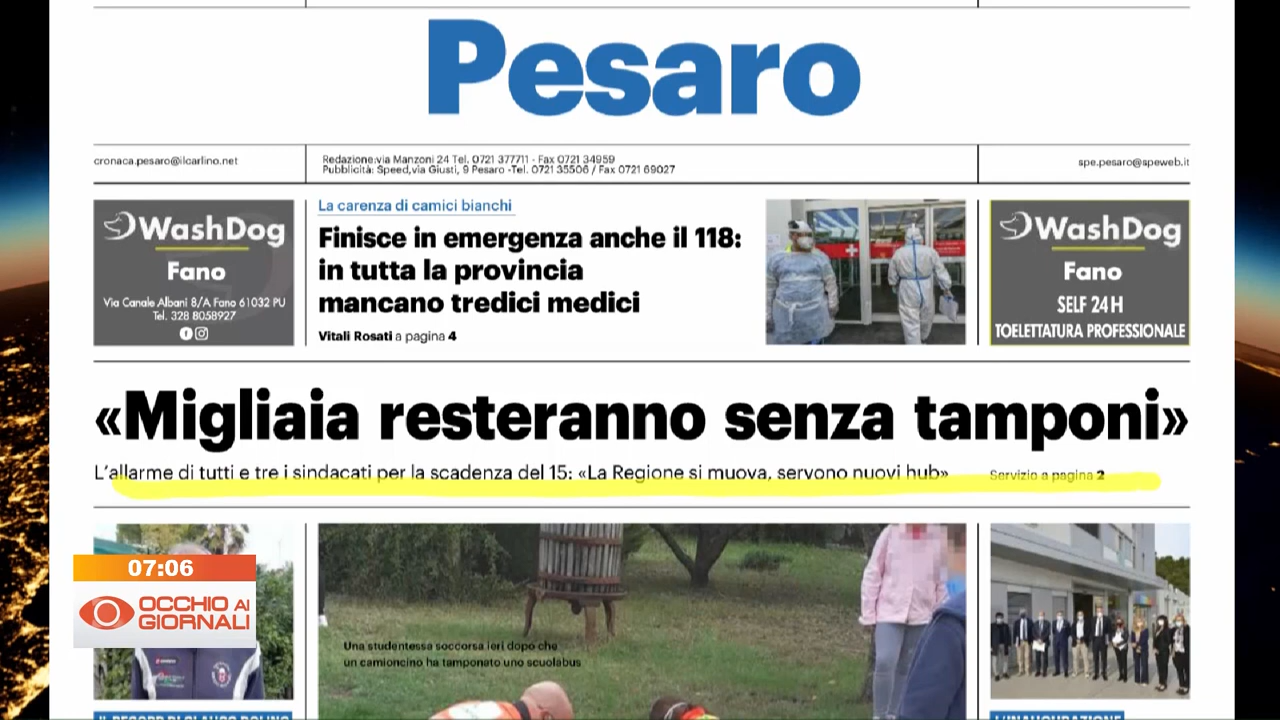 Pesaro
cronaca.pesaro@ilcarlino.net
Redazione:via Manzoni 24 Tel. 0721 377711 - Fax 0721 34959
Pubblicità: Speed,via Giusti, 9 Pesaro -Tel. 0721 35506 / Fax 0721 69027
spe.pesaro@speweb.it
WashDog
Fano
Via Canale Albani 8/A Fano 61032 PU
Tel. 328 8058927
La carenza di camici bianchi
Finisce in emergenza anche il 118:
in tutta la provincia
mancano tredici medici
Vitali Rosati a pagina 4
WashDog
Fano
SELF 24H
TOELETTATURA PROFESSIONALE
«Migliaia resteranno senza tamponi»
L'allarme di tutti e tre i sindacati per la scadenza del 15: «La Regione si muova, servono nuovi hub»
Servizio a pagina 2
07:06
OCCHIO AI
GIORNALI
Una studentessa soccorsa ieri dopo che
un camioncino ha tamponato uno scuolabus
IL RECORD DI GLAUCO
L'INAUGURAZIONE